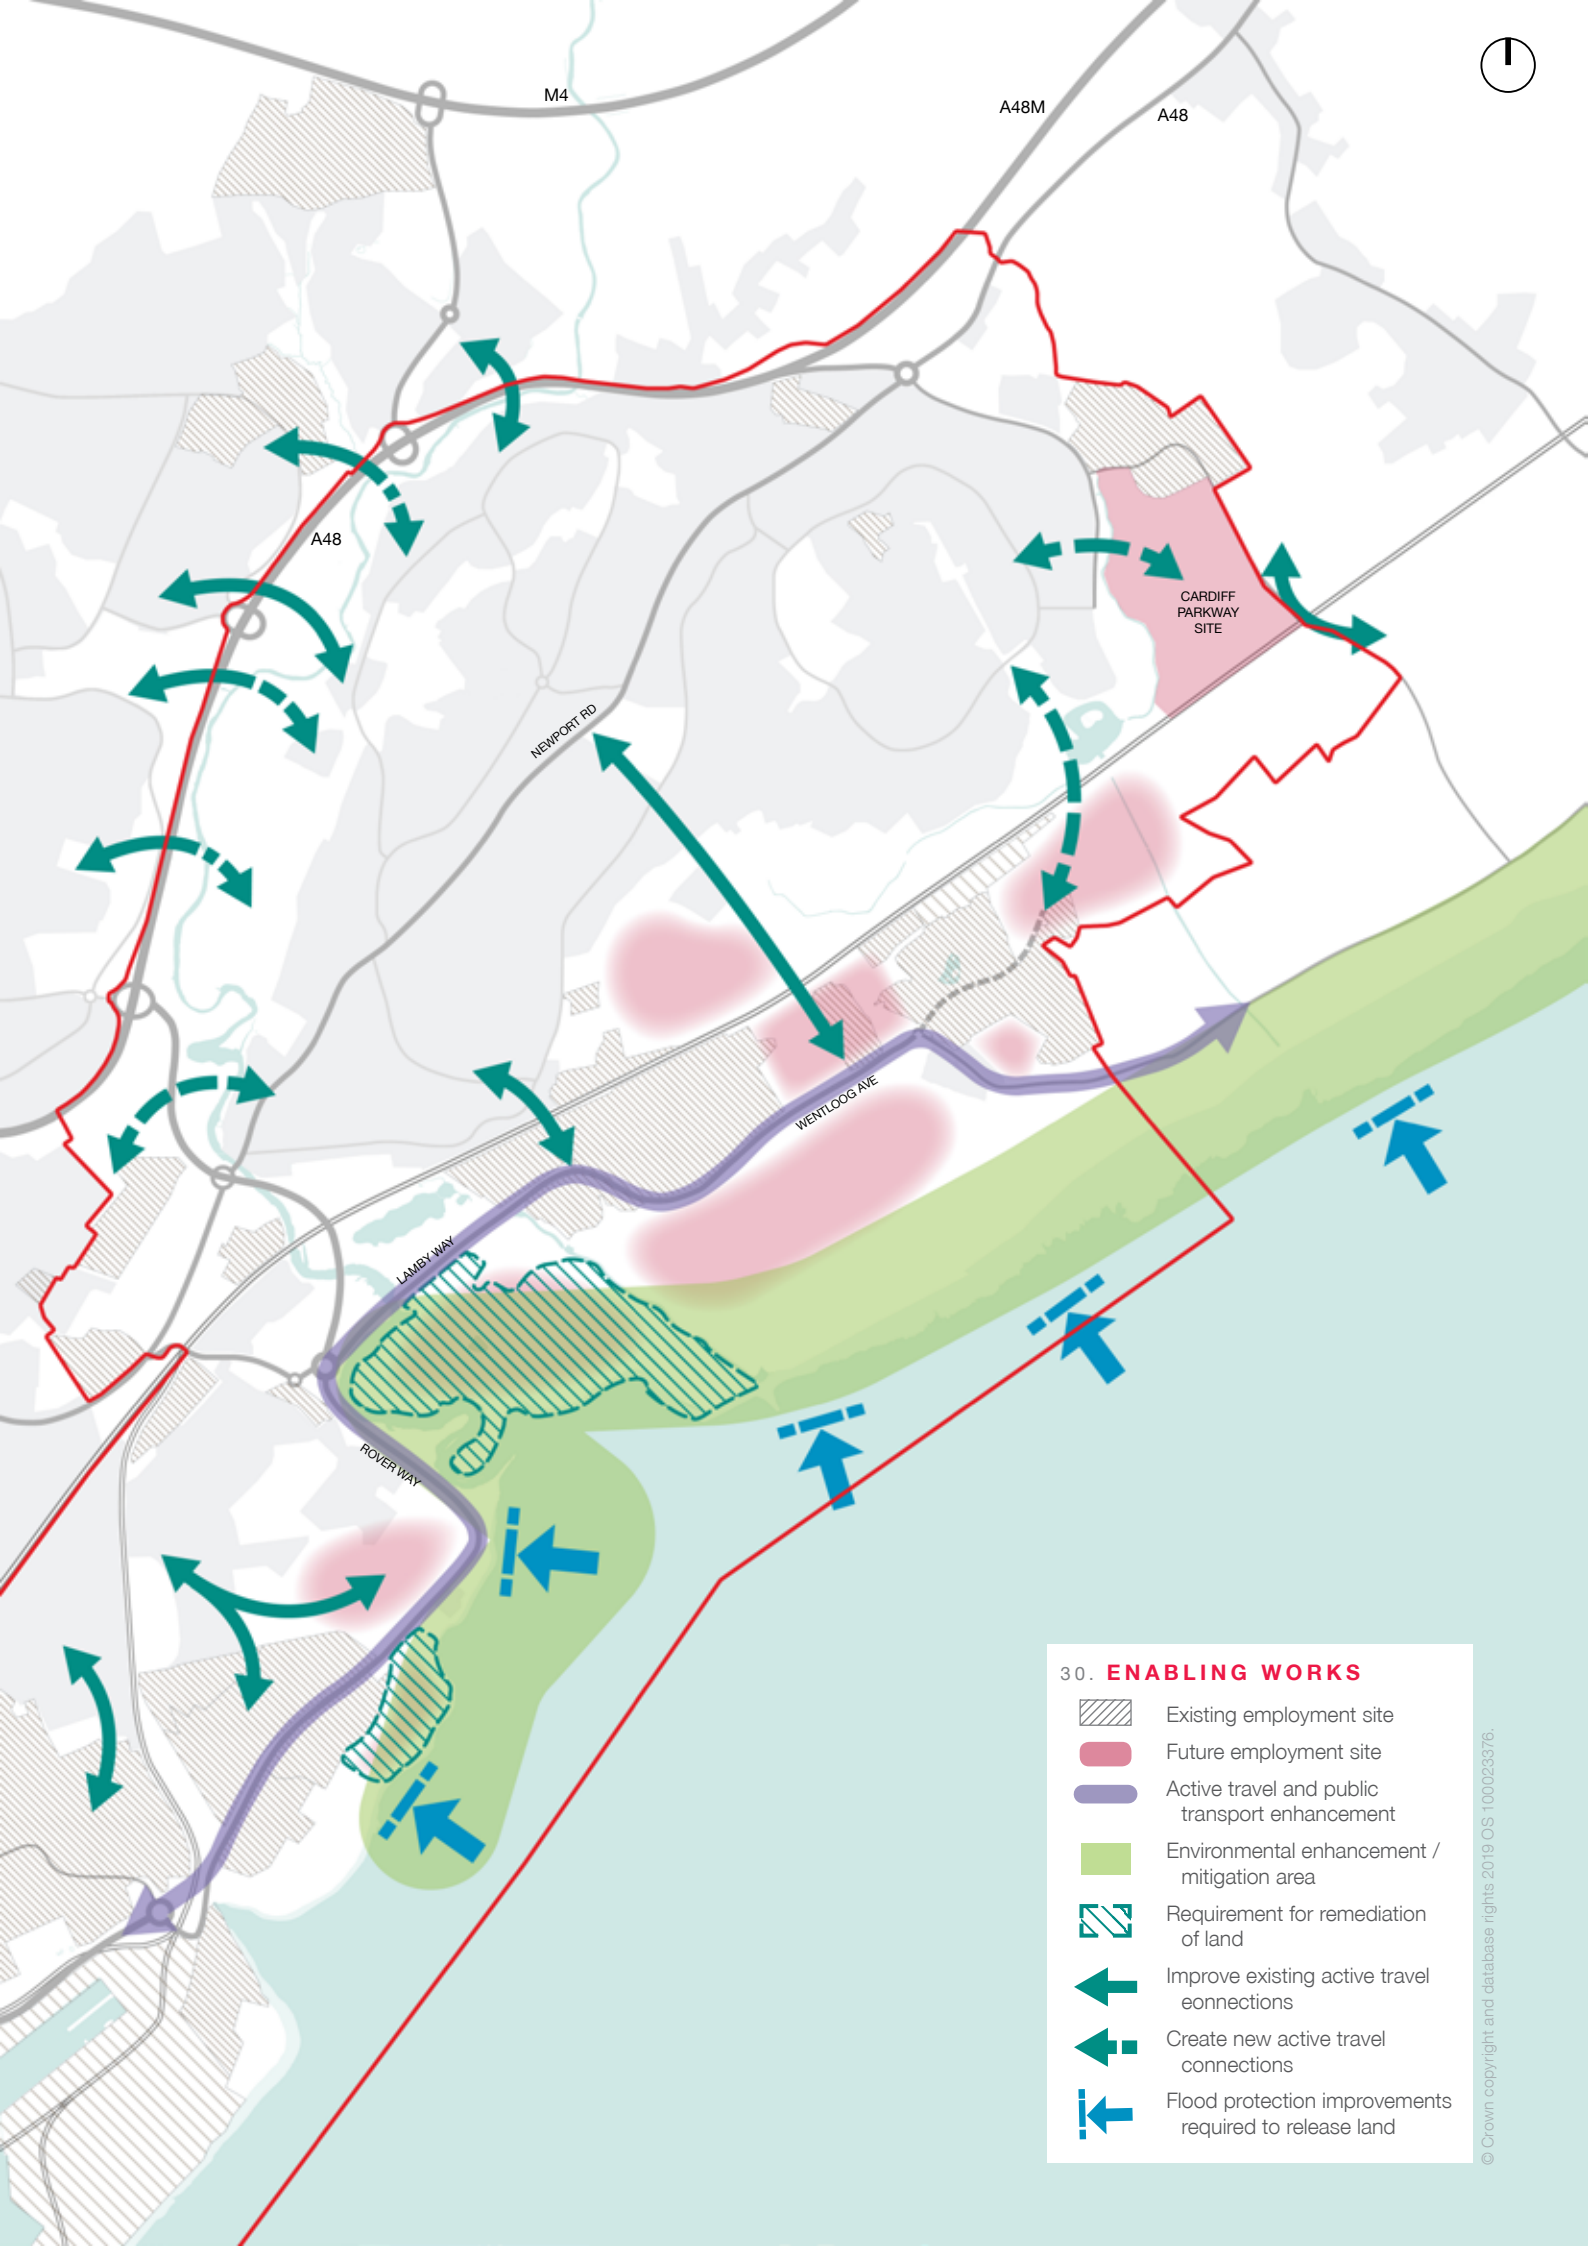 M4
A48M
A48
A48
CARDIFF
PARKWAY
SITE
NEWPORT RD
WENTLOOG AVE
LAMBY WAY
ROVER WAY
30. ENABLING WORKS
Existing employment site
Future employment site
Active travel and public
transport enhancement
Environmental enhancement /
mitigation area
Requirement for remediation
of land
Improve existing active travel
eonnections
Create new active travel
connections
Flood protection improvements
required to release land
© Crown copyright and database rights 2019 OS 100023376.